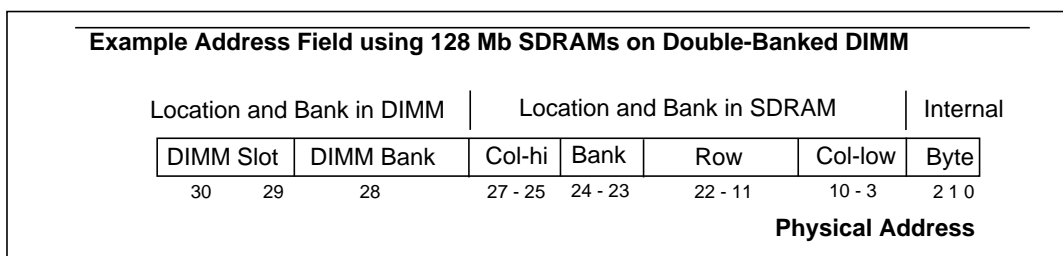 Example Address Field using 128 Mb SDRAMs on Double-Banked DIMM
Location and Bank in DIMM Location and Bank in SDRAM Internal
DIMM Slot DIMM Bank Col-hi Bank Row Col-low Byte
30 29 28 27 - 25 24 - 23 22 - 11 10 - 3 2 1 0
Physical Address